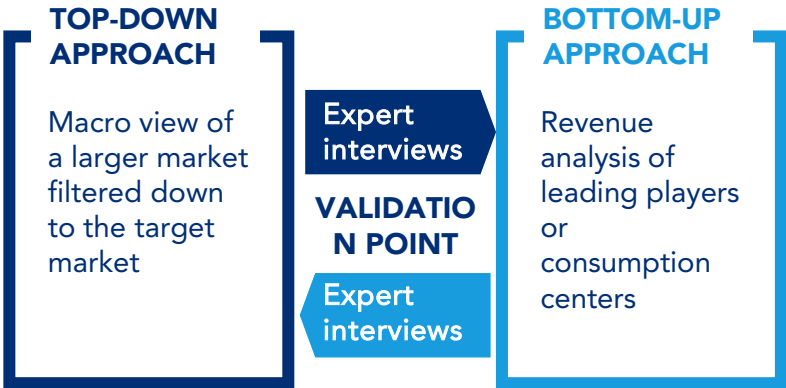 TOP-DOWN
APPROACH
Macro view of
a larger market
filtered down
to the target
market
Expert
interviews
VALIDATIO
N POINT
Expert
interviews
BOTTOM-UP
APPROACH
Revenue
analysis of
leading players
or
consumption
centers